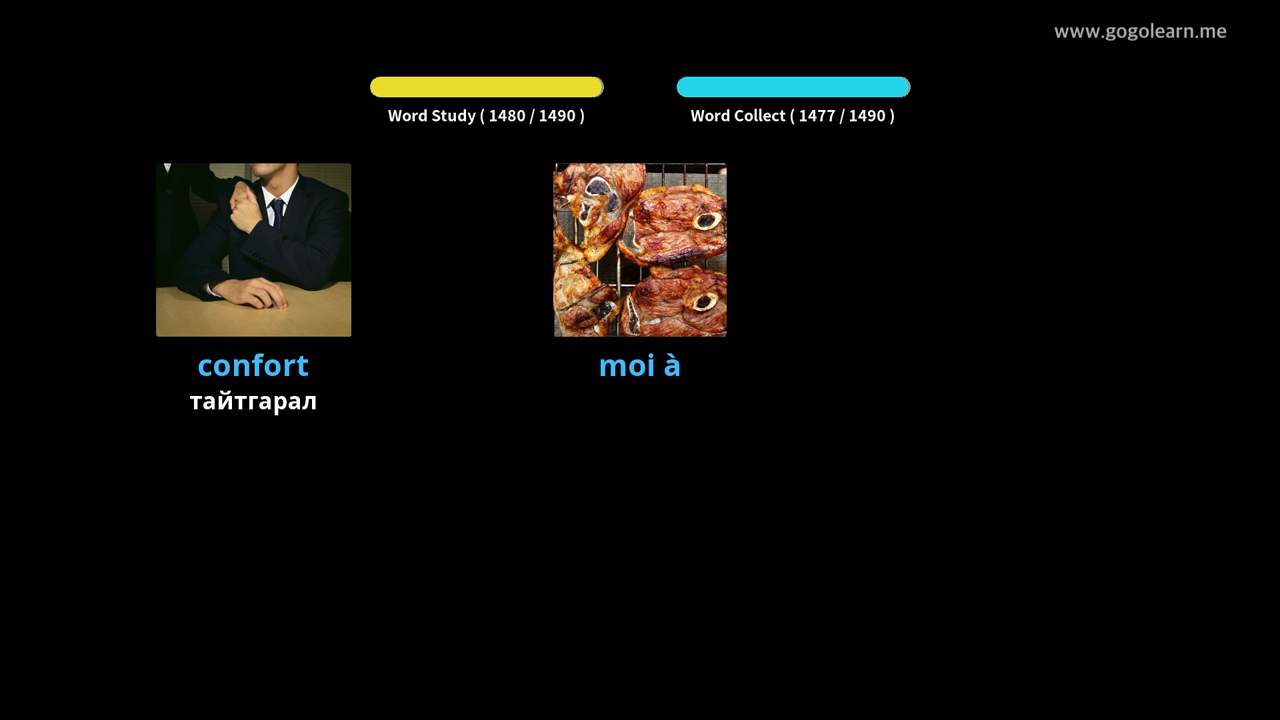 www.gogolearn.me
Word Study ( 1480 / 1490 )
Word Collect ( 1477 / 1490 )
confort
тайтгарал
moi à